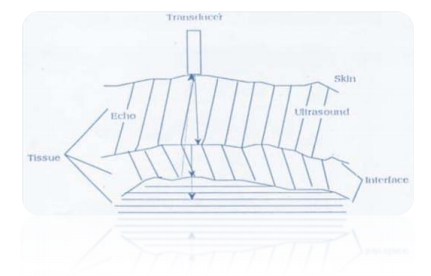 Transducer
Skin
Echo
Ultrasound
Tissue
Interface